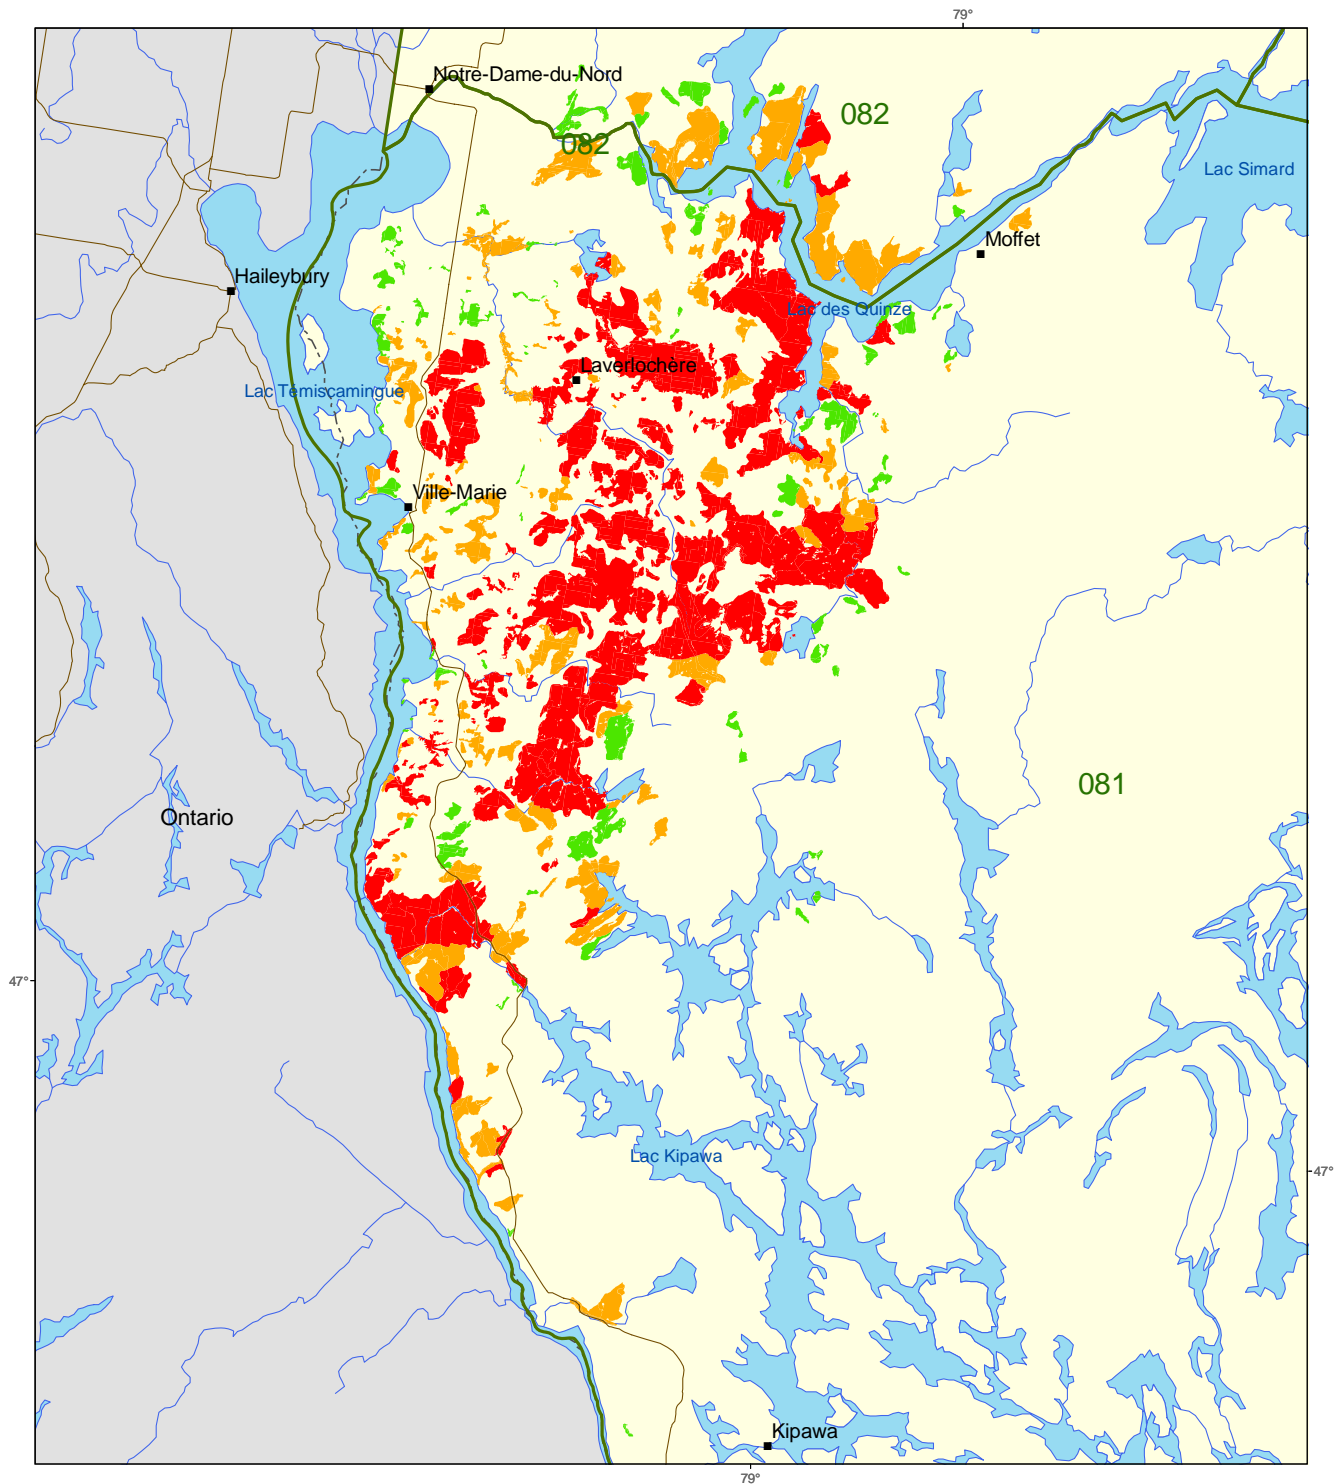 79°
Notre-Dame-du-Nord
082
082
Lac Simard
Moffet
Haileybury
Lac des Quinze
Laverlochère
Lac Témiscamingue
Ville-Marie
081
Ontario
47°
Lac Kipawa
47°
Kipawa
79°